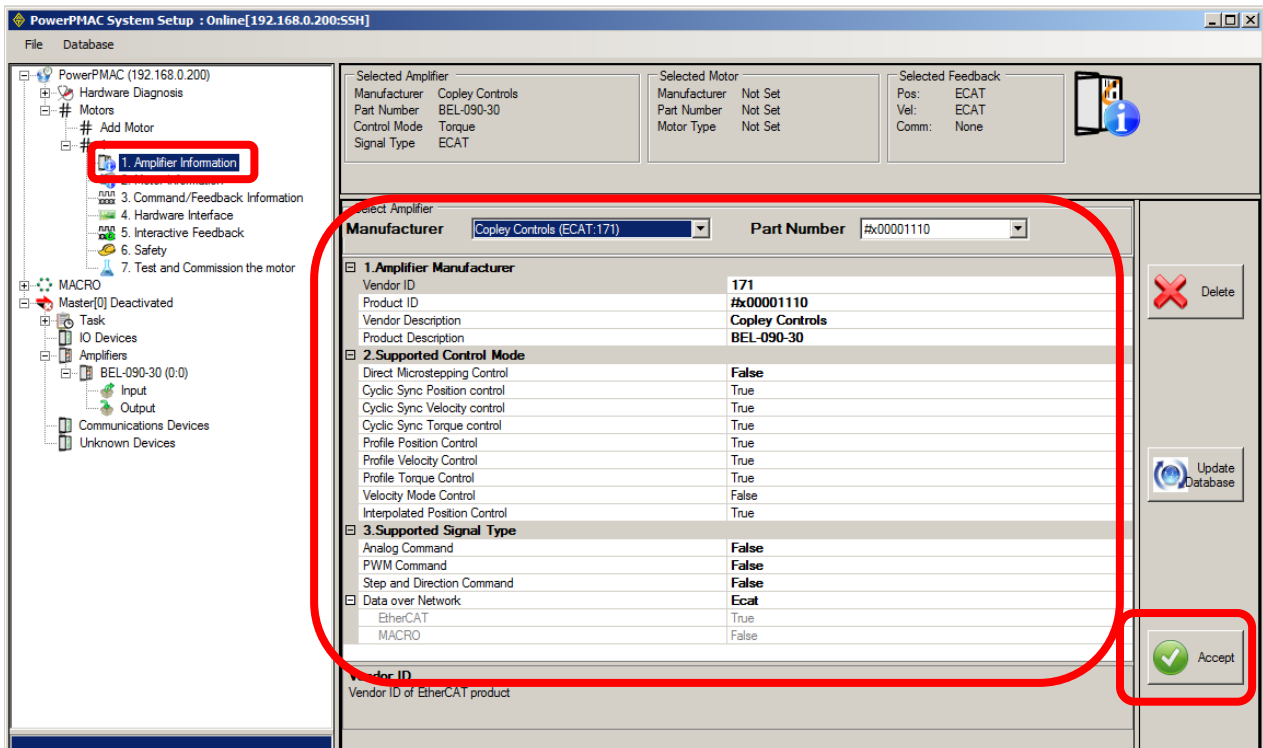 PowerPMAC System Setup : Online[192.168.0.200:SSH]
File Database
PowerPMAC (192.168.0.200)
Hardware Diagnosis
Motors
Add Motor
1. Amplifier Information
3. Command/Feedback Information
4. Hardware Interface
5. Interactive Feedback
6. Safety
7. Test and Commission the motor
MACRO
Master[0] Deactivated
Task
IO Devices
Amplifiers
BEL-090-30 (0:0)
Input
Output
Communications Devices
Unknown Devices
Selected Amplifier
Manufacturer Copley Controls
Part Number BEL-090-30
Control Mode Torque
Signal Type ECAT
Selected Motor
Manufacturer Not Set
Part Number Not Set
Motor Type Not Set
Selected Feedback
Pos: ECAT
Vel: ECAT
Comm: None
Select Amplifier
Manufacturer Copley Controls (ECAT:171) Part Number #x00001110
1.Amplifier Manufacturer
Vendor ID 171
Product ID #x00001110
Vendor Description Copley Controls
Product Description BEL-090-30
2.Supported Control Mode
Direct Microstepping Control False
Cyclic Sync Position control True
Cyclic Sync Velocity control True
Cyclic Sync Torque control True
Profile Position Control True
Profile Velocity Control True
Profile Torque Control True
Velocity Mode Control False
Interpolated Position Control True
3.Supported Signal Type
Analog Command False
PWM Command False
Step and Direction Command False
Data over Network Ecat
EtherCAT True
MACRO False
Vendor ID
Vendor ID of EtherCAT product
Delete
Update
Database
Accept